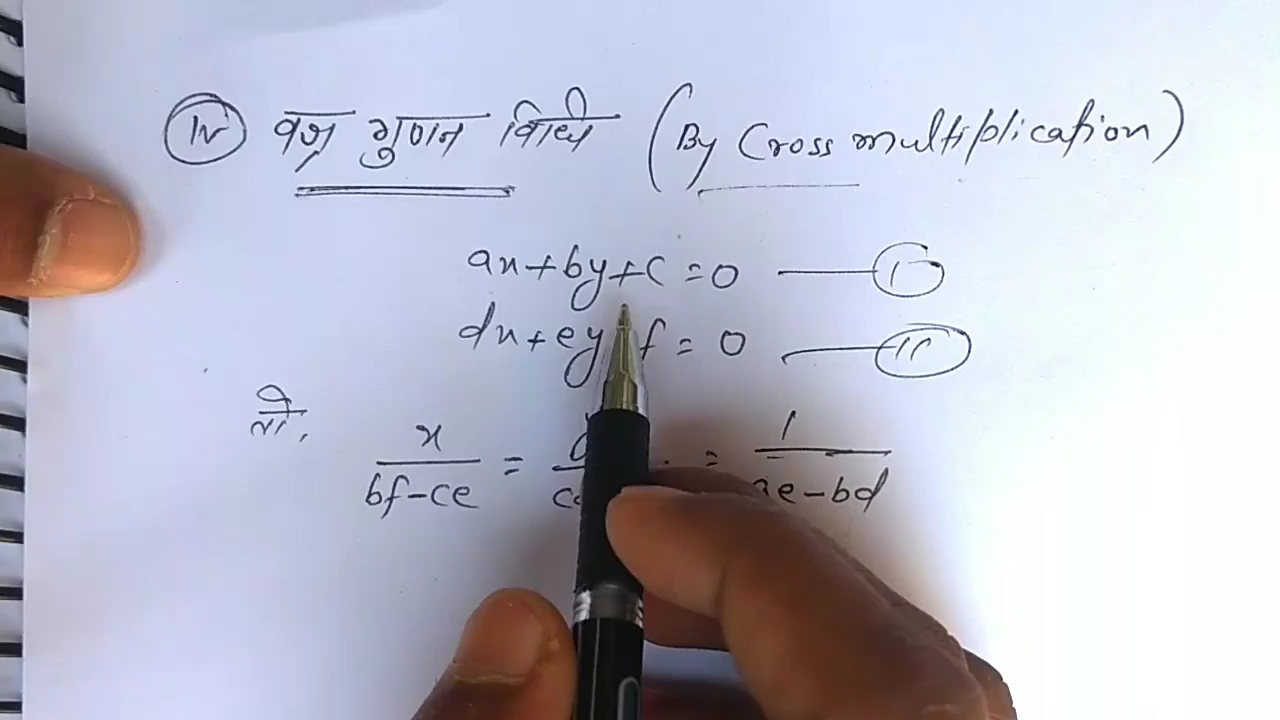 (IV) वज्र गुणन विधि (By Cross multiplication)
ax+by+c=0 —— (I)
dx+ey f = 0 —— (II)
तो,
x/(bf-ce) = = 1/(ae-bd)